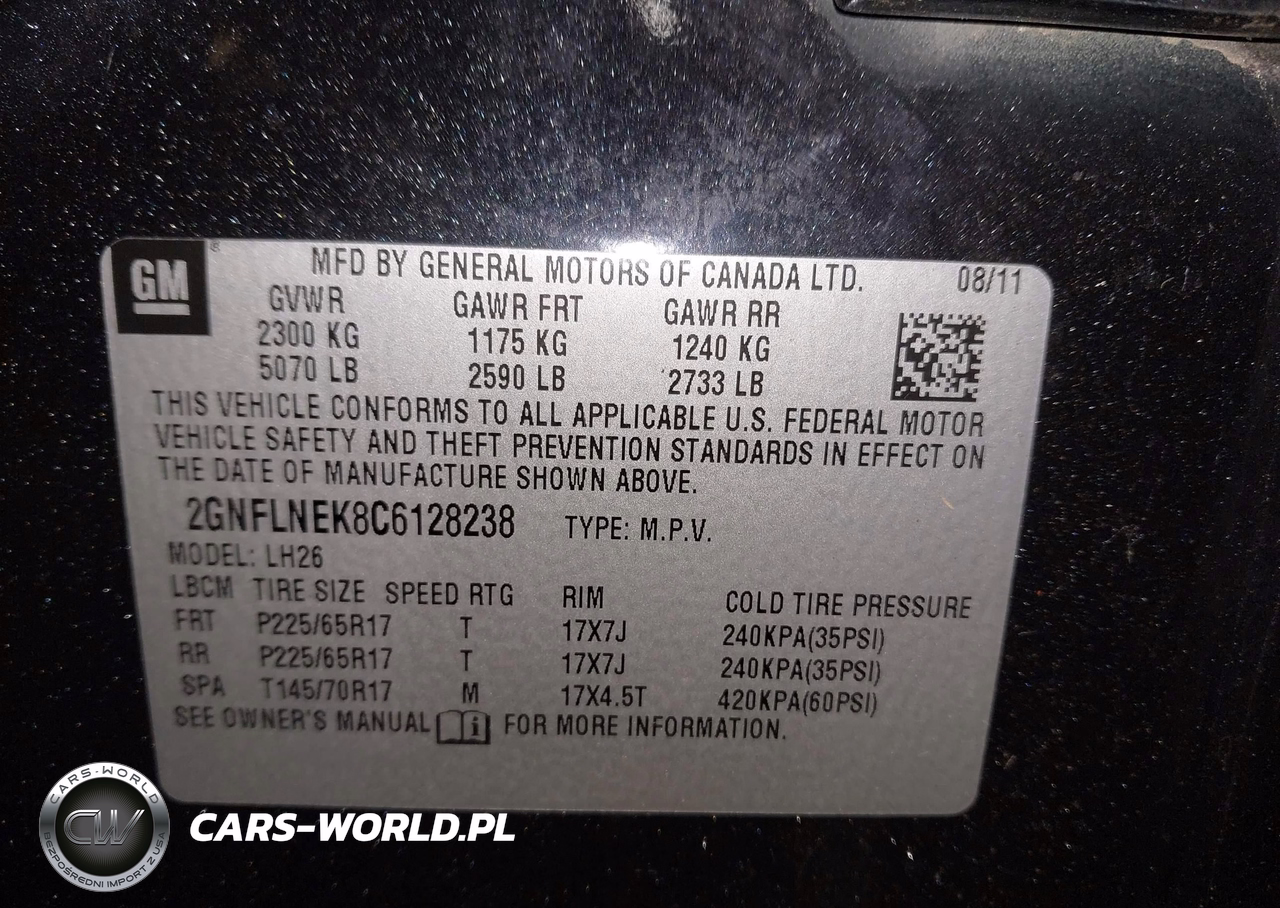 GM
MFD BY GENERAL MOTORS OF CANADA LTD. 08/11
GVWR GAWR FRT GAWR RR
2300 KG 1175 KG 1240 KG
5070 LB 2590 LB 2733 LB
THIS VEHICLE CONFORMS TO ALL APPLICABLE U.S. FEDERAL MOTOR
VEHICLE SAFETY AND THEFT PREVENTION STANDARDS IN EFFECT ON
THE DATE OF MANUFACTURE SHOWN ABOVE.
2GNFLNEK8C6128238 TYPE: M.P.V.
MODEL: LH26
LBCM TIRE SIZE SPEED RTG RIM COLD TIRE PRESSURE
FRT P225/65R17 T 17X7J 240KPA(35PSI)
RR P225/65R17 T 17X7J 240KPA(35PSI)
SPA T145/70R17 M 17X4.5T 420KPA(60PSI)
SEE OWNER'S MANUAL i FOR MORE INFORMATION.
CARS-WORLD
CW
BEZPOŚREDNI IMPORT Z USA
CARS-WORLD.PL